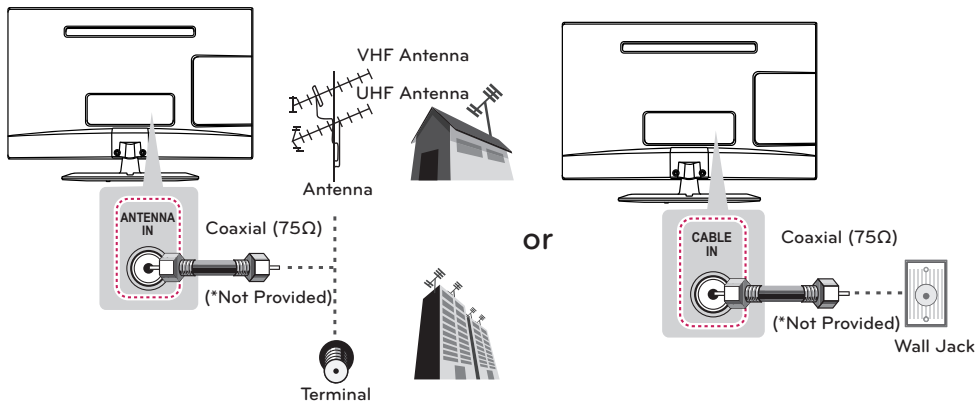 VHF Antenna
UHF Antenna
Antenna
ANTENNA
IN
Coaxial (75Ω)
(*Not Provided)
Terminal
or
CABLE
IN
Coaxial (75Ω)
(*Not Provided)
Wall Jack